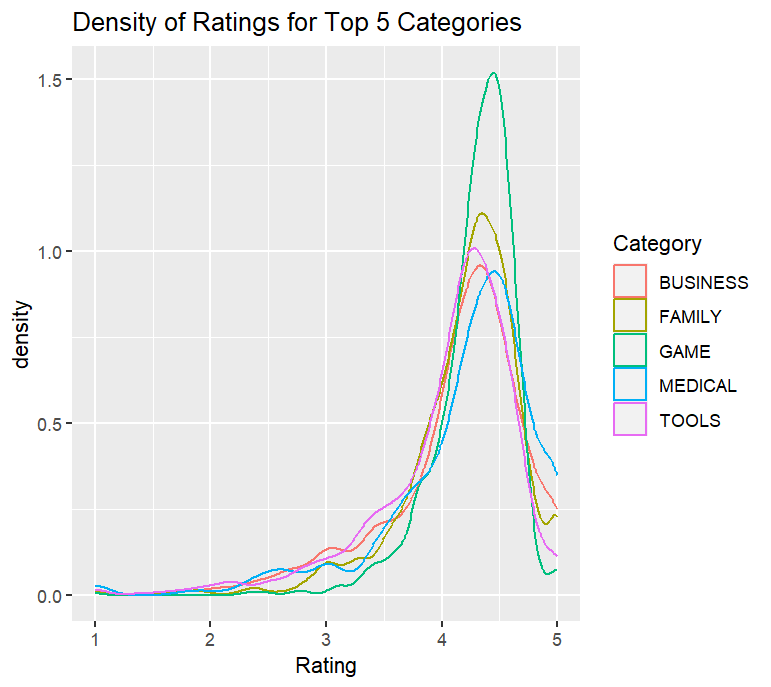 Density of Ratings for Top 5 Categories
1.5
1.0
0.5
0.0
density
1 2 3 4 5
Rating
Category
BUSINESS
FAMILY
GAME
MEDICAL
TOOLS